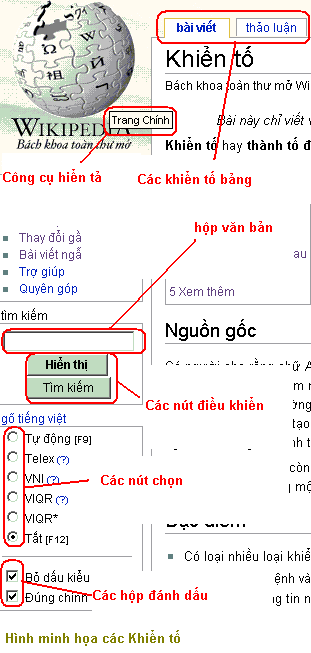 bài viết thảo luận
Khiển tố
Bách khoa toàn thư mở Wi
Trang Chính
Bài này chỉ viết v
WIKIPEDIA
Bách khoa toàn thư mở
Khiển tố hay thành tố đ
Công cụ hiển tả
Các khiển tố bảng
hộp văn bản
Thay đổi gầ
Bài viết ngẫ
au
Trợ giúp
Quyên góp
5 Xem thêm
tìm kiếm
Nguồn gốc
Hiển thị
Tìm kiếm
Các nút điều khiển
gõ tiếng việt
Tự động [F9]
Telex (?)
VNI (?)
Các nút chọn
VIQR (?)
VIQR*
Tắt [F12]
Có loại nhiều loại khiể
Bỏ dấu kiểu
Đúng chính
Các hộp đánh dấu
Hình minh họa các Khiển tố